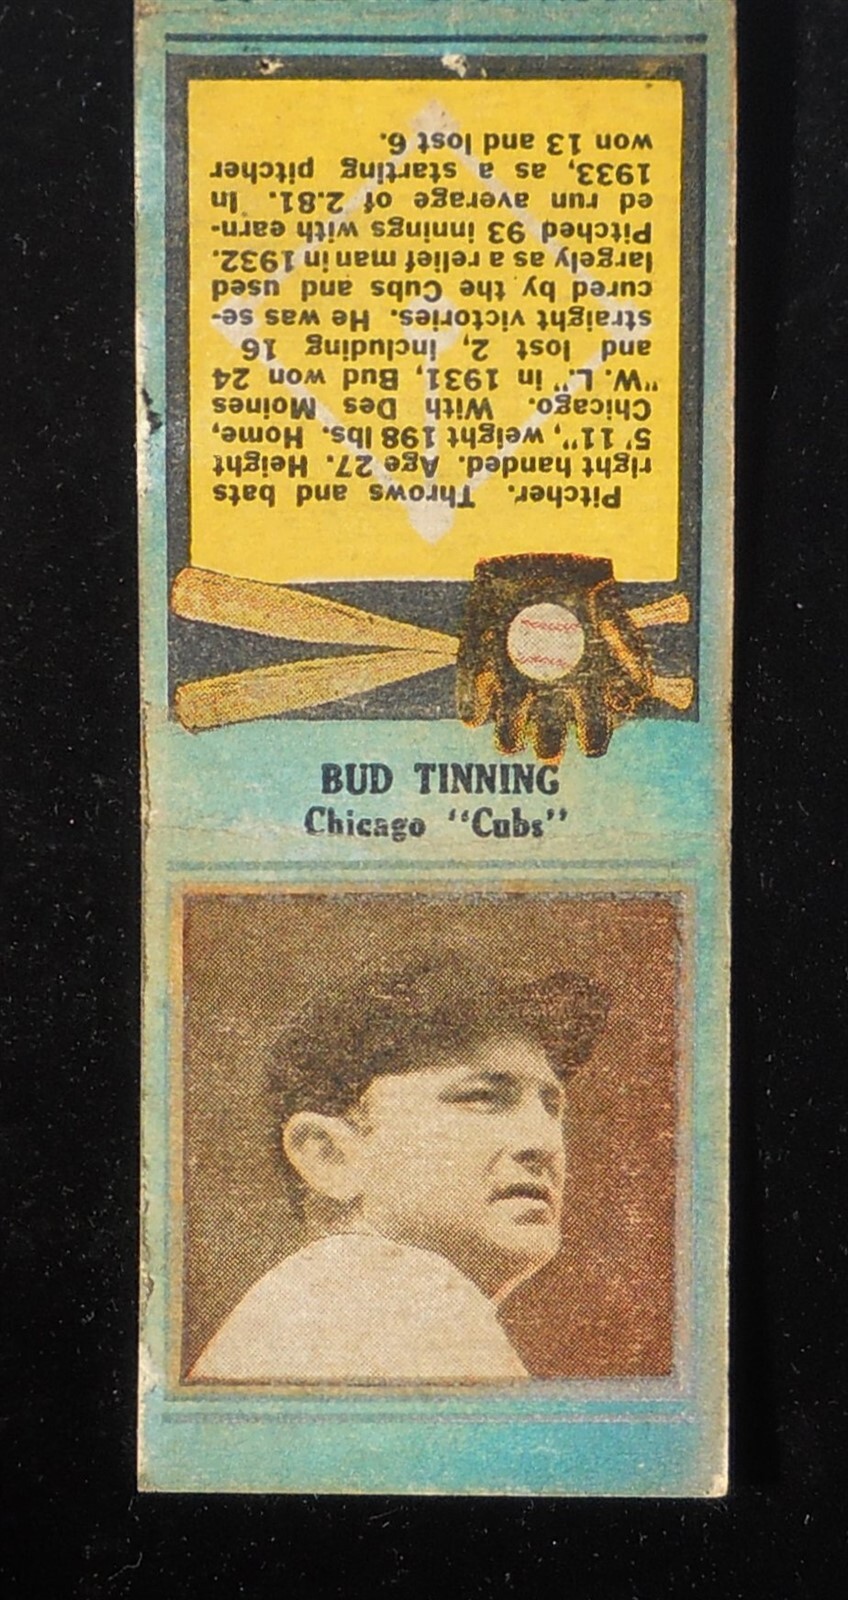 Pitcher. Throws and bats
right handed. Age 27. Height
5' 11", weight 198 lbs. Home,
Chicago. With Des Moines
"W. L." in 1931, Bud won 24
and lost 2, including 16
straight victories. He was se-
cured by the Cubs and used
largely as a relief man in 1932.
Pitched 93 innings with earn-
ed run average of 2.81. In
1933, as a starting pitcher
won 13 and lost 6.
BUD TINNING
Chicago "Cubs"